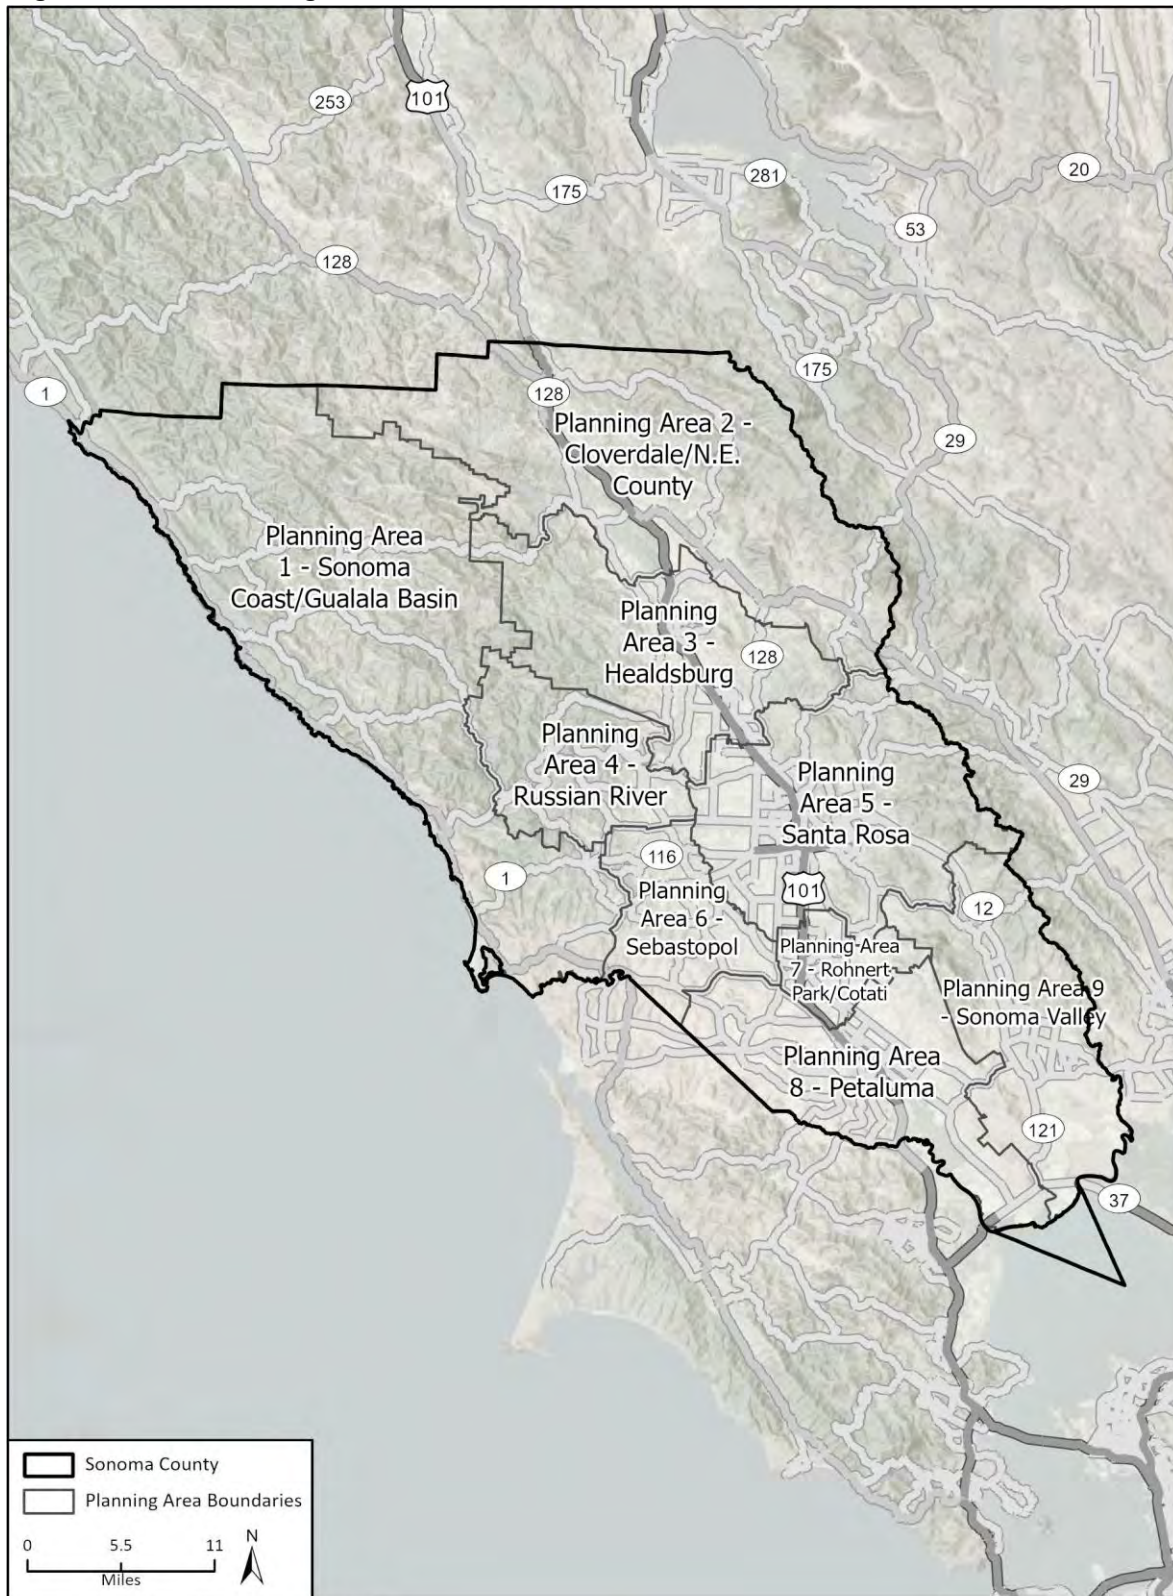 101
253
175
281
20
53
128
1
128
175
29
Planning Area 2 -
Cloverdale/N.E.
County
Planning Area
1 - Sonoma
Coast/Gualala Basin
Planning
Area 3 -
Healdsburg
128
Planning
Area 4 -
Russian River
Planning
Area 5 -
Santa Rosa
29
116
1
101
12
Planning
Area 6 -
Sebastopol
Planning Area
7 - Rohnert
Park/Cotati
Planning Area 9
- Sonoma Valley
Planning Area
8 - Petaluma
121
37
Sonoma County
Planning Area Boundaries
0 5.5 11
Miles
N